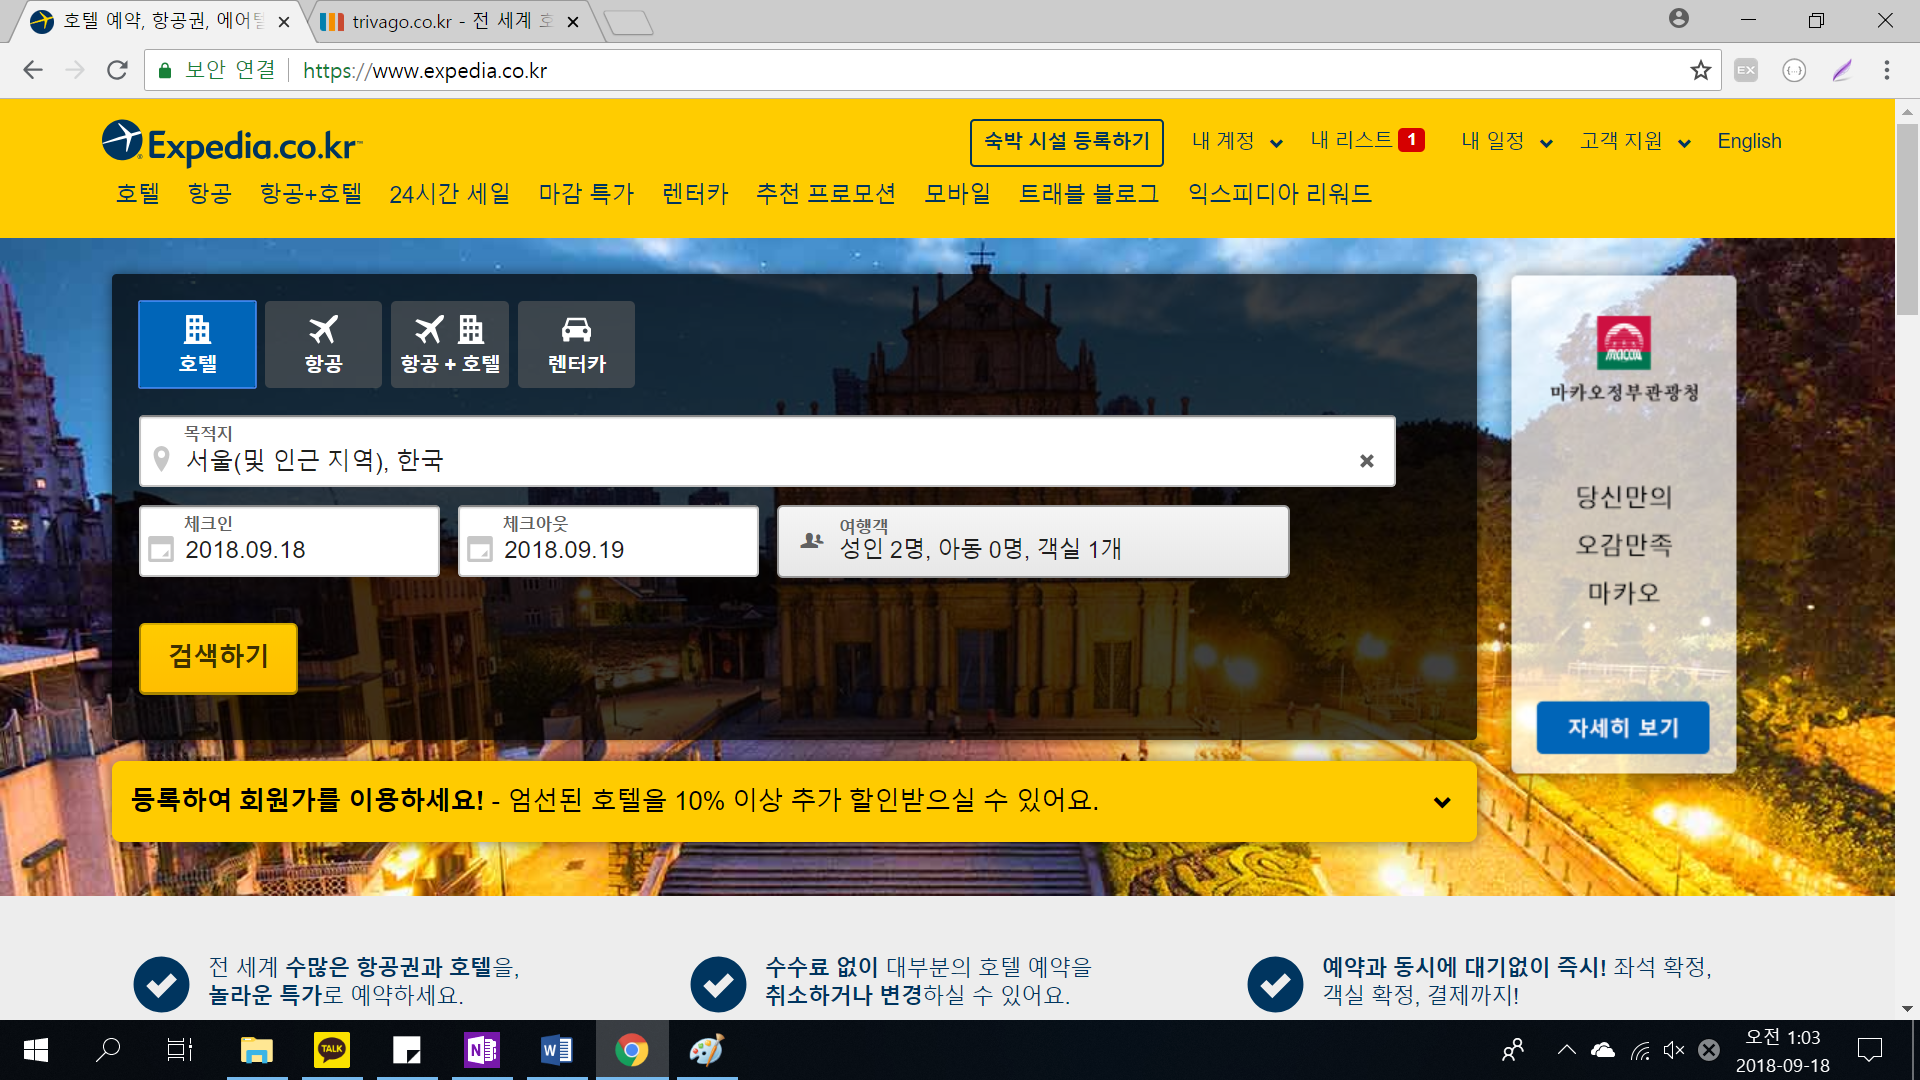 호텔 예약, 항공권, 에어텔
trivago.co.kr - 전 세계 호
보안 연결 https://www.expedia.co.kr
EX
Expedia.co.kr™
숙박 시설 등록하기 내 계정 내 리스트 1 내 일정 고객 지원 English
호텔 항공 항공+호텔 24시간 세일 마감 특가 렌터카 추천 프로모션 모바일 트래블 블로그 익스피디아 리워드
호텔 항공 항공 + 호텔 렌터카
목적지
서울(및 인근 지역), 한국
체크인
2018.09.18
체크아웃
2018.09.19
여행객
성인 2명, 아동 0명, 객실 1개
검색하기
macau
마카오정부관광청
당신만의
오감만족
마카오
자세히 보기
등록하여 회원가를 이용하세요! - 엄선된 호텔을 10% 이상 추가 할인받으실 수 있어요.
전 세계 수많은 항공권과 호텔을,
놀라운 특가로 예약하세요.
수수료 없이 대부분의 호텔 예약을
취소하거나 변경하실 수 있어요.
예약과 동시에 대기없이 즉시! 좌석 확정,
객실 확정, 결제까지!
TALK
N
W
오전 1:03
2018-09-18